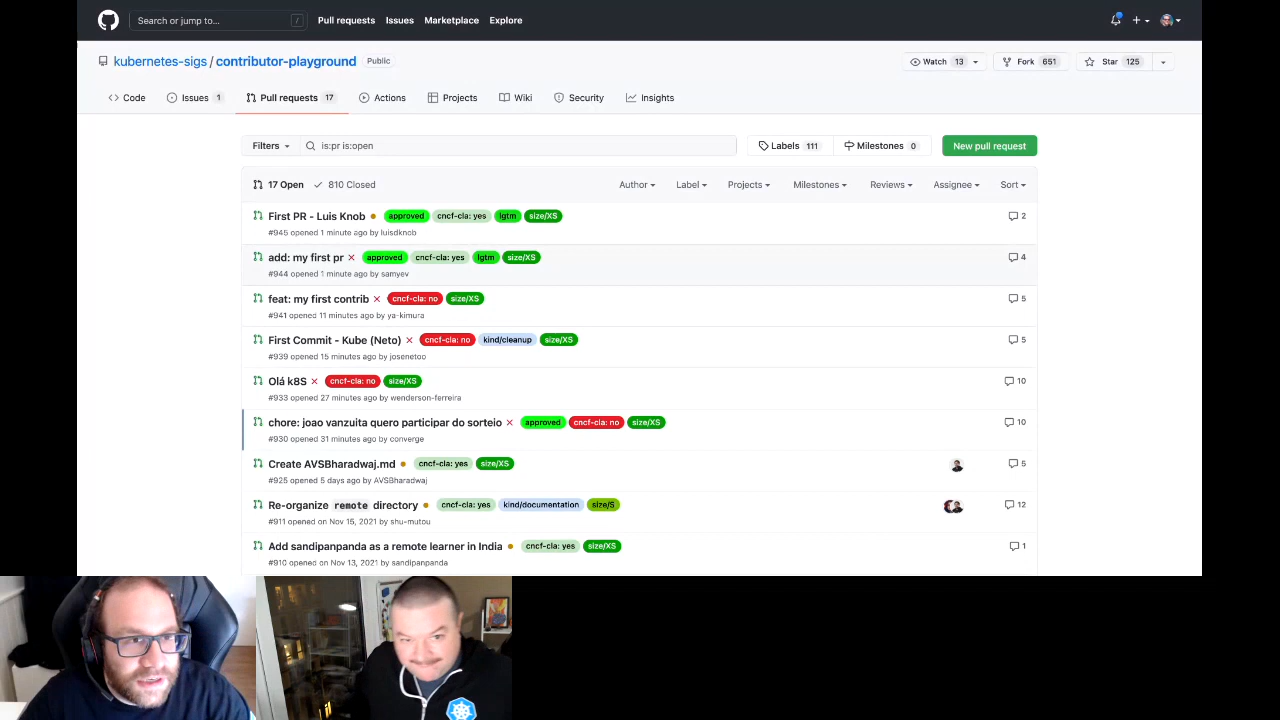 Search or jump to... /
Pull requests Issues Marketplace Explore
kubernetes-sigs / contributor-playground Public
Watch 13 Fork 651 Star 125
Code Issues 1 Pull requests 17 Actions Projects Wiki Security Insights
Filters is:pr is:open Labels 111 Milestones 0 New pull request
17 Open 810 Closed Author Label Projects Milestones Reviews Assignee Sort
First PR - Luis Knob approved cncf-cla: yes lgtm size/XS 2
#945 opened 1 minute ago by luisdknob
add: my first pr approved cncf-cla: yes lgtm size/XS 4
#944 opened 1 minute ago by samyev
feat: my first contrib cncf-cla: no size/XS 5
#941 opened 11 minutes ago by ya-kimura
First Commit - Kube (Neto) cncf-cla: no kind/cleanup size/XS 5
#939 opened 15 minutes ago by josenetoo
Olá k8S cncf-cla: no size/XS 10
#933 opened 27 minutes ago by wenderson-ferreira
chore: joao vanzuita quero participar do sorteio approved cncf-cla: no size/XS 10
#930 opened 31 minutes ago by converge
Create AVSBharadwaj.md cncf-cla: yes size/XS 5
#925 opened 5 days ago by AVSBharadwaj
Re-organize remote directory cncf-cla: yes kind/documentation size/S 12
#911 opened on Nov 15, 2021 by shu-mutou
Add sandipanpanda as a remote learner in India cncf-cla: yes size/XS 1
#910 opened on Nov 13, 2021 by sandipanpanda